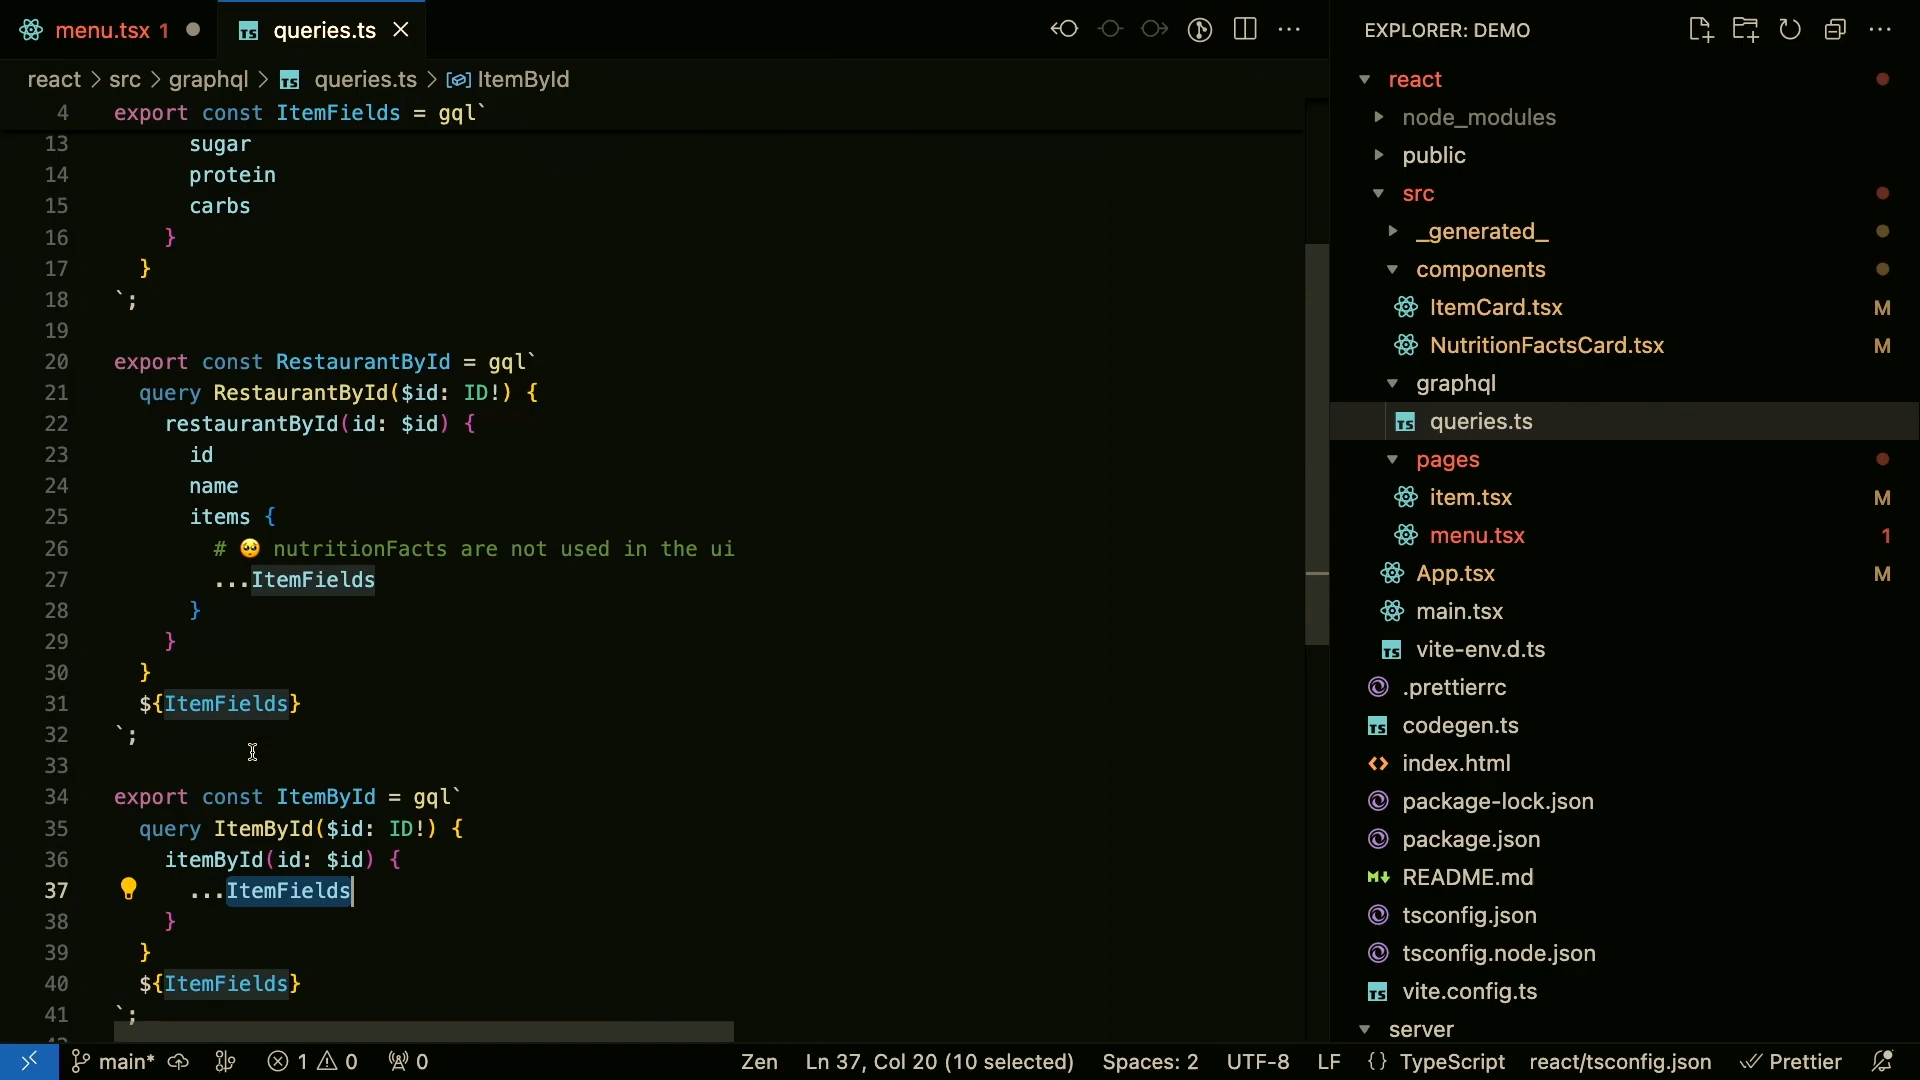 menu.tsx 1
queries.ts
EXPLORER: DEMO
react > src > graphql > queries.ts > ItemById
4 export const ItemFields = gql`
13 sugar
14 protein
15 carbs
16 }
17 }
18 `;
19
20 export const RestaurantById = gql`
21 query RestaurantById($id: ID!) {
22 restaurantById(id: $id) {
23 id
24 name
25 items {
26 # 🥺 nutritionFacts are not used in the ui
27 ...ItemFields
28 }
29 }
30 }
31 ${ItemFields}
32 `;
33
34 export const ItemById = gql`
35 query ItemById($id: ID!) {
36 itemById(id: $id) {
37 ...ItemFields
38 }
39 }
40 ${ItemFields}
41 `;
react
node_modules
public
src
_generated_
components
ItemCard.tsx M
NutritionFactsCard.tsx M
graphql
queries.ts
pages
item.tsx M
menu.tsx 1
App.tsx M
main.tsx
vite-env.d.ts
.prettierrc
codegen.ts
index.html
package-lock.json
package.json
README.md
tsconfig.json
tsconfig.node.json
vite.config.ts
server
main* 1 0 0 Zen Ln 37, Col 20 (10 selected) Spaces: 2 UTF-8 LF {} TypeScript react/tsconfig.json Prettier